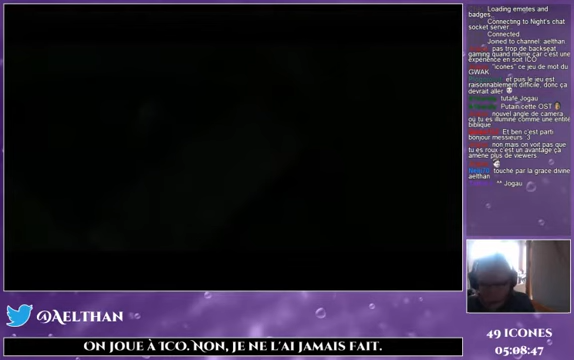 Loading emotes and
badges...
Connecting to Night's chat
socket server
Connected
Joined to channel: aelthan
pas trop de backseat
gaming quand même car c'est une
expérience en soit ICO
"icones" ce jeu de mot du
GWAK
et puis le jeu est
raisonnablement difficile, donc ça
devrait aller
tutafé Jogau
Putain cette OST
nouvel angle de caméra,
où tu es illuminé comme une entité
biblique
Et ben c'est parti
bonjour messieurs :3
non mais on voit pas que
tu es roux c'est un avantage ça
amène plus de viewers
touché par la grace divine
aelthan
^^ Jogau
@Aelthan
49 ICONES
05:08:47
ON JOUE À ICO. NON, JE NE L'AI JAMAIS FAIT.